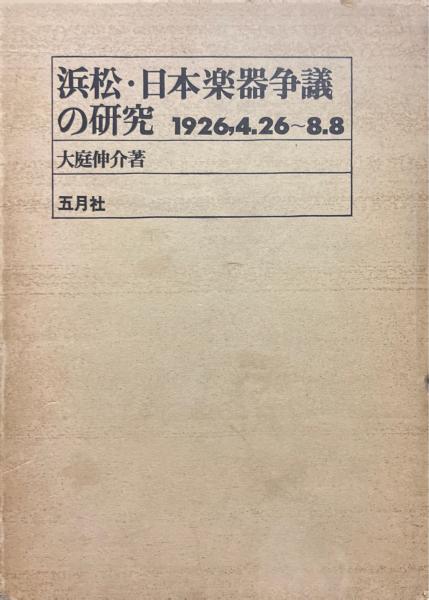 浜松・日本楽器争議
の研究 1926,4.26~8.8
大庭伸介著
五月社